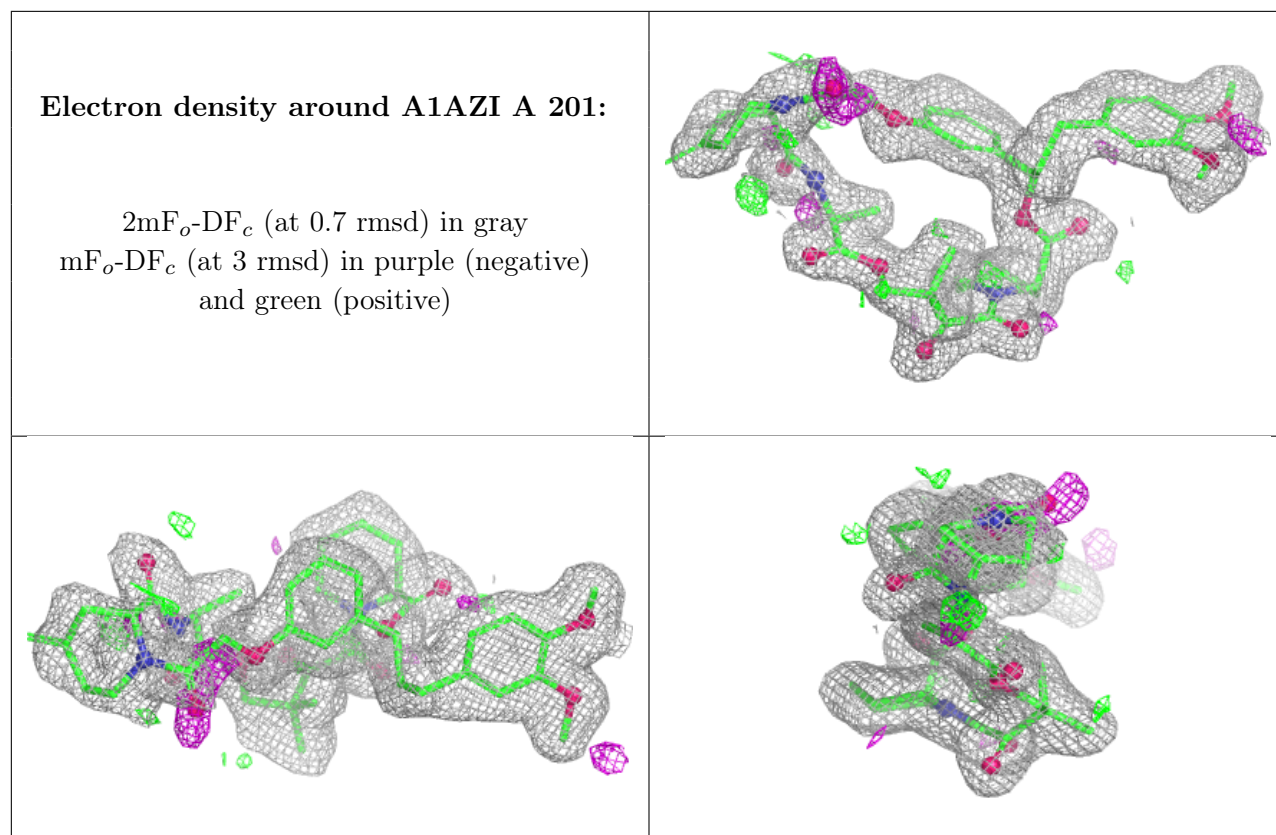 Electron density around A1AZI A 201:
2mFₒ-DF𝒸 (at 0.7 rmsd) in gray
mFₒ-DF𝒸 (at 3 rmsd) in purple (negative)
and green (positive)